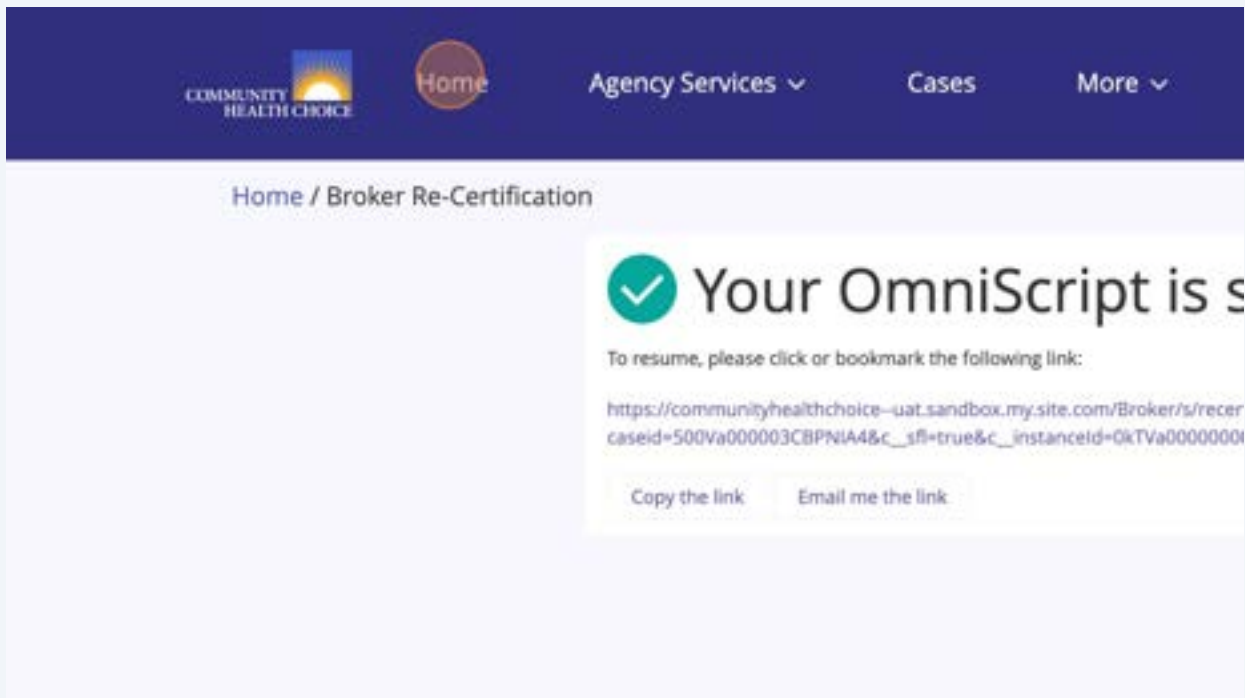 COMMUNITY
HEALTH CHOICE
Home
Agency Services
Cases
More
Home / Broker Re-Certification
Your OmniScript is s
To resume, please click or bookmark the following link:
https://communityhealthchoice--uat.sandbox.my.site.com/Broker/s/recer
caseid=500Va000003CBPNIA4&c__sfl=true&c__instanceId=0kTVa0000000
Copy the link
Email me the link